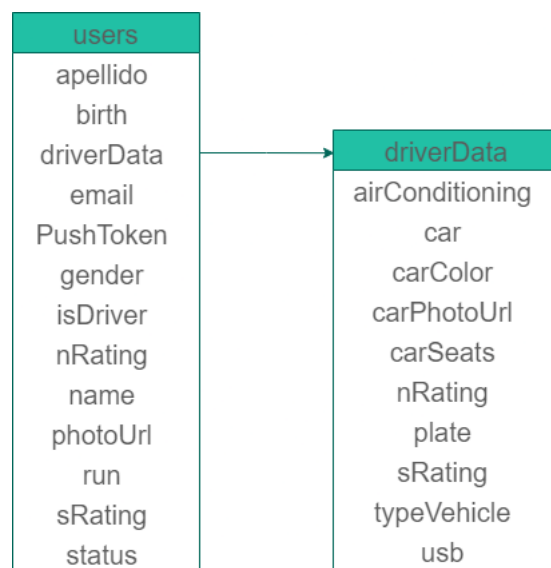 users
apellido
birth
driverData
email
PushToken
gender
isDriver
nRating
name
photoUrl
run
sRating
status
driverData
airConditioning
car
carColor
carPhotoUrl
carSeats
nRating
plate
sRating
typeVehicle
usb